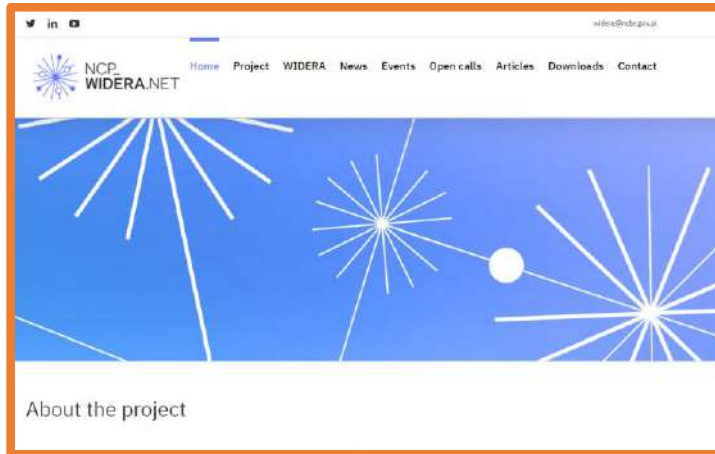 in
widera@ncbr.gov.pl
NCP_
WIDERA.NET
Home Project WIDERA News Events Open calls Articles Downloads Contact
About the project